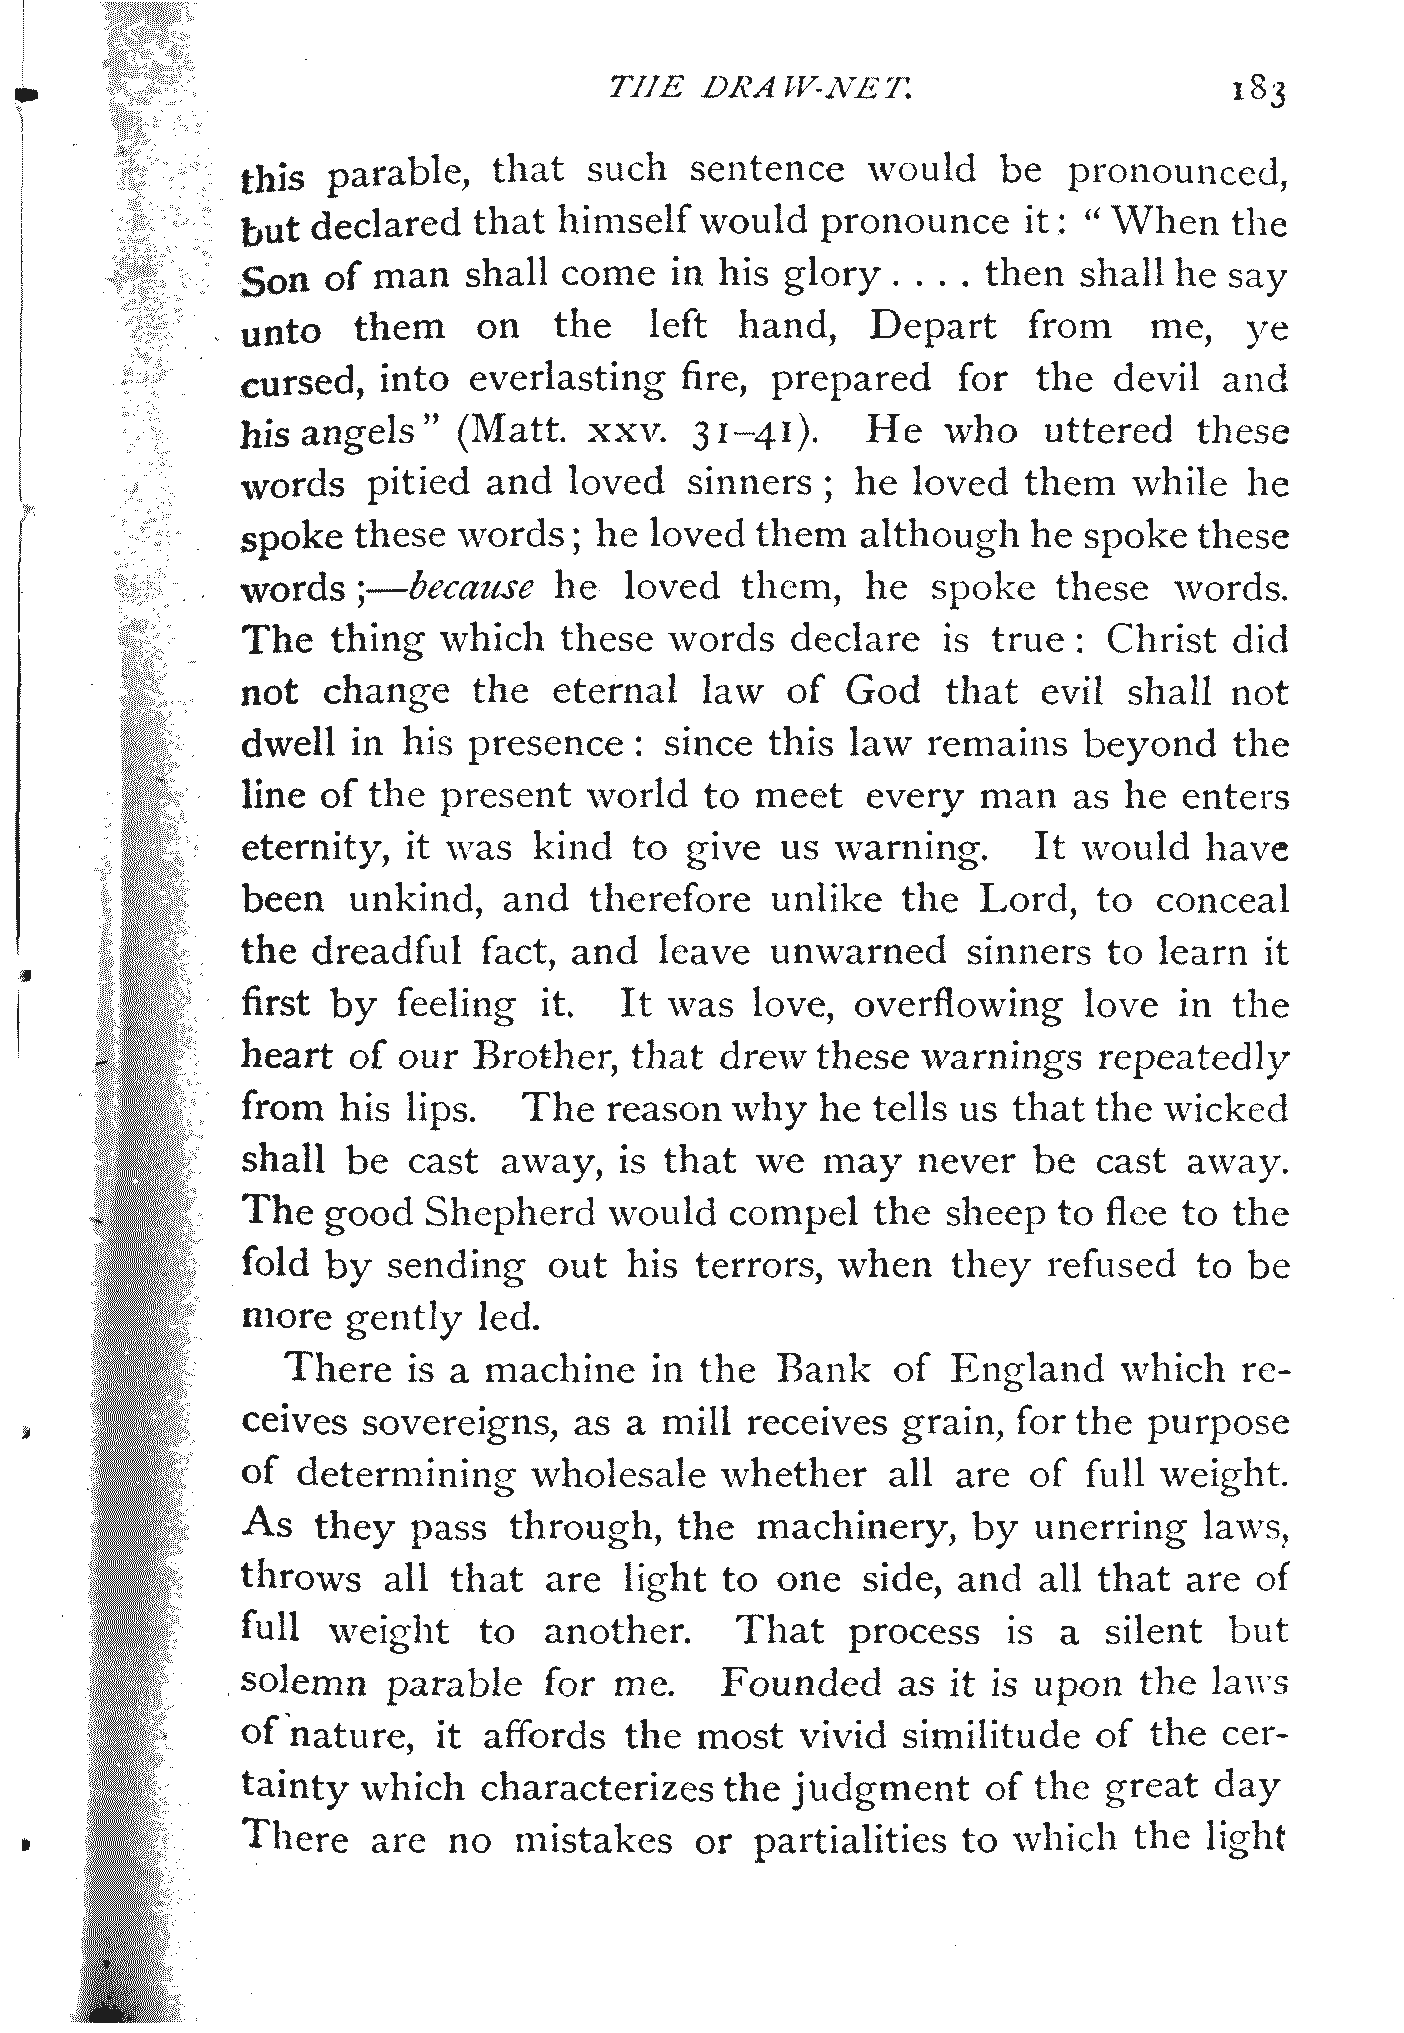 THE DRAW-NET. 183
this parable, that such sentence would be pronounced,
but declared that himself would pronounce it: "When the
Son of man shall come in his glory . . . . then shall he say
unto them on the left hand, Depart from me, ye
cursed, into everlasting fire, prepared for the devil and
his angels" (Matt. xxv. 31–41). He who uttered these
words pitied and loved sinners; he loved them while he
spoke these words; he loved them although he spoke these
words;—because he loved them, he spoke these words.
The thing which these words declare is true: Christ did
not change the eternal law of God that evil shall not
dwell in his presence: since this law remains beyond the
line of the present world to meet every man as he enters
eternity, it was kind to give us warning. It would have
been unkind, and therefore unlike the Lord, to conceal
the dreadful fact, and leave unwarned sinners to learn it
first by feeling it. It was love, overflowing love in the
heart of our Brother, that drew these warnings repeatedly
from his lips. The reason why he tells us that the wicked
shall be cast away, is that we may never be cast away.
The good Shepherd would compel the sheep to flee to the
fold by sending out his terrors, when they refused to be
more gently led.
There is a machine in the Bank of England which re-
ceives sovereigns, as a mill receives grain, for the purpose
of determining wholesale whether all are of full weight.
As they pass through, the machinery, by unerring laws,
throws all that are light to one side, and all that are of
full weight to another. That process is a silent but
solemn parable for me. Founded as it is upon the laws
of nature, it affords the most vivid similitude of the cer-
tainty which characterizes the judgment of the great day
There are no mistakes or partialities to which the light